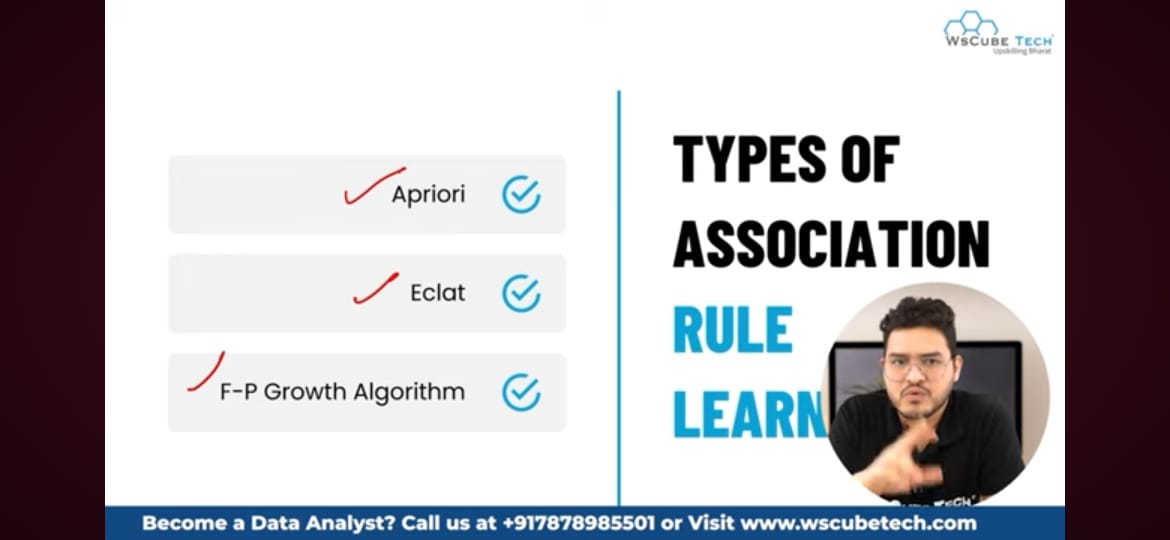 WSCUBE TECH
Upskilling Bharat
Apriori
Eclat
F-P Growth Algorithm
TYPES OF
ASSOCIATION
RULE
LEARN
Become a Data Analyst? Call us at +917878985501 or Visit www.wscubetech.com